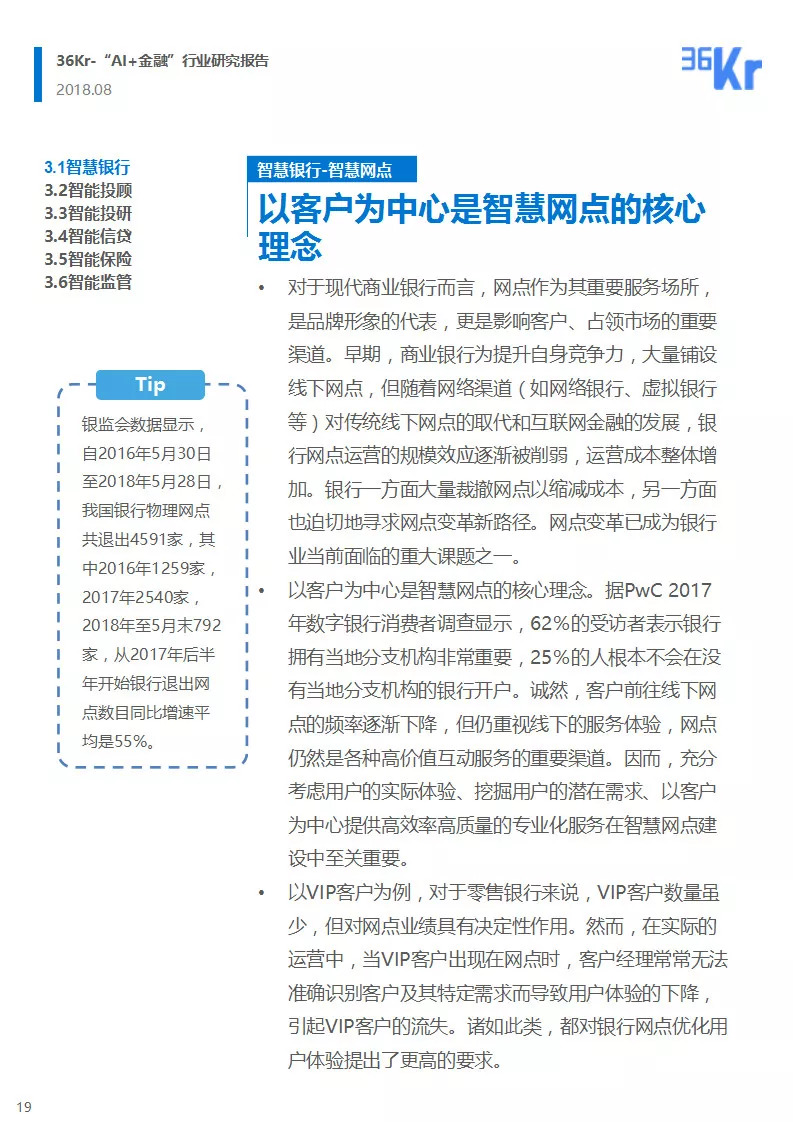 36Kr-“AI+金融”行业研究报告
2018.08
36Kr
3.1智慧银行
3.2智能投顾
3.3智能投研
3.4智能信贷
3.5智能保险
3.6智能监管
Tip
银监会数据显示，
自2016年5月30日
至2018年5月28日，
我国银行物理网点
共退出4591家，其
中2016年1259家，
2017年2540家，
2018年至5月末792
家，从2017年后半
年开始银行退出网
点数目同比增速平
均是55%。
智慧银行-智慧网点
以客户为中心是智慧网点的核心
理念
• 对于现代商业银行而言，网点作为其重要服务场所，
是品牌形象的代表，更是影响客户、占领市场的重要
渠道。早期，商业银行为提升自身竞争力，大量铺设
线下网点，但随着网络渠道（如网络银行、虚拟银行
等）对传统线下网点的取代和互联网金融的发展，银
行网点运营的规模效应逐渐被削弱，运营成本整体增
加。银行一方面大量裁撤网点以缩减成本，另一方面
也迫切地寻求网点变革新路径。网点变革已成为银行
业当前面临的重大课题之一。
• 以客户为中心是智慧网点的核心理念。据PwC 2017
年数字银行消费者调查显示，62%的受访者表示银行
拥有当地分支机构非常重要，25%的人根本不会在没
有当地分支机构的银行开户。诚然，客户前往线下网
点的频率逐渐下降，但仍重视线下的服务体验，网点
仍然是各种高价值互动服务的重要渠道。因而，充分
考虑用户的实际体验、挖掘用户的潜在需求、以客户
为中心提供高效率高质量的专业化服务在智慧网点建
设中至关重要。
• 以VIP客户为例，对于零售银行来说，VIP客户数量虽
少，但对网点业绩具有决定性作用。然而，在实际的
运营中，当VIP客户出现在网点时，客户经理常常无法
准确识别客户及其特定需求而导致用户体验的下降，
引起VIP客户的流失。诸如此类，都对银行网点优化用
户体验提出了更高的要求。
19